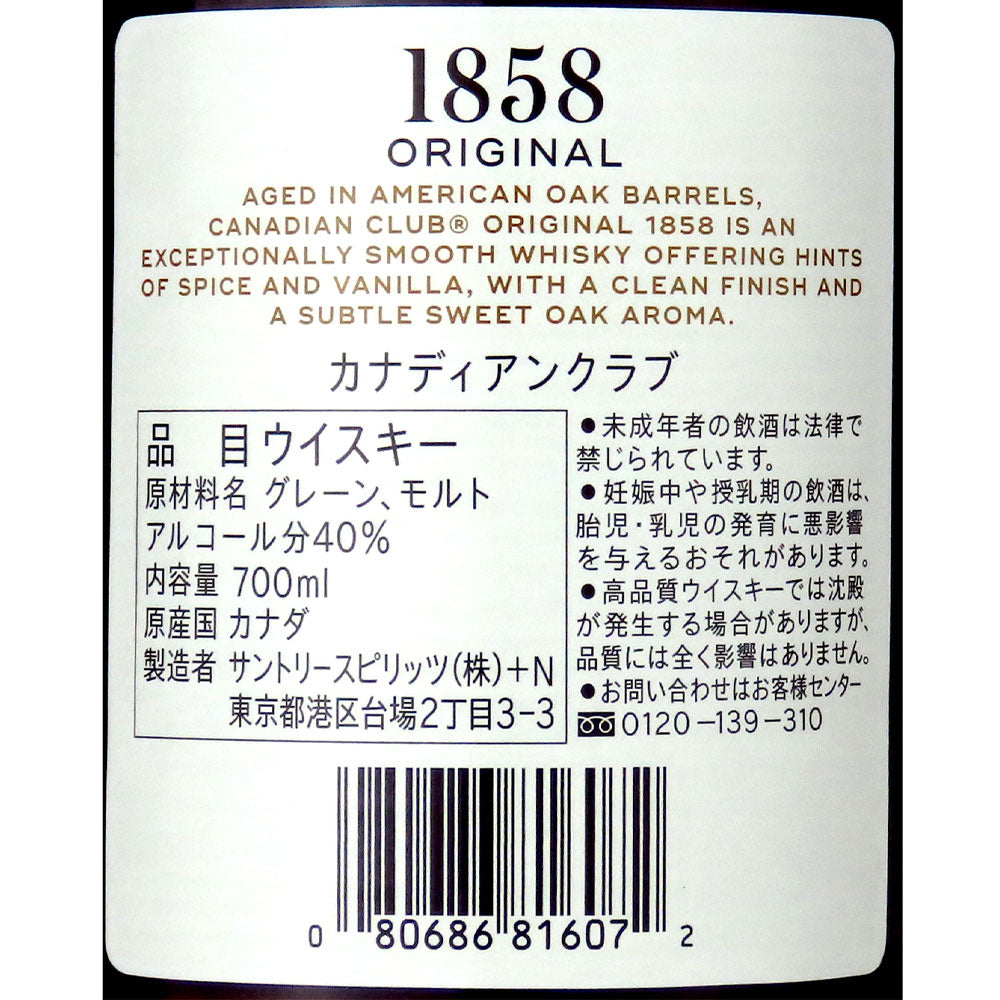 1858
ORIGINAL
AGED IN AMERICAN OAK BARRELS,
CANADIAN CLUB® ORIGINAL 1858 IS AN
EXCEPTIONALLY SMOOTH WHISKY OFFERING HINTS
OF SPICE AND VANILLA, WITH A CLEAN FINISH AND
A SUBTLE SWEET OAK AROMA.
カナディアンクラブ
品 目 ウイスキー
原材料名 グレーン、モルト
アルコール分40%
内容量 700ml
原産国 カナダ
製造者 サントリースピリッツ(株)+N
東京都港区台場2丁目3-3
●未成年者の飲酒は法律で
禁じられています。
●妊娠中や授乳期の飲酒は、
胎児・乳児の発育に悪影響
を与えるおそれがあります。
●高品質ウイスキーでは沈殿
が発生する場合がありますが、
品質には全く影響はありません。
●お問い合わせはお客様センター
0120-139-310
0 80686 81607 2